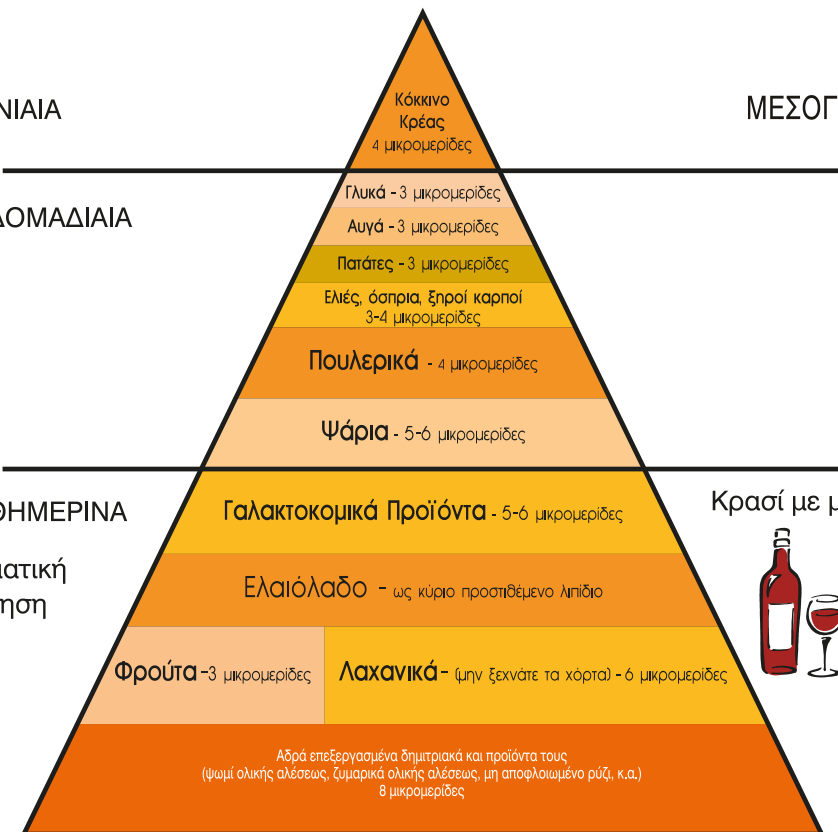 ΝΙΑΙΑ
ΜΕΣΟΓ
Κόκκινο
Κρέας
4 μικρομερίδες
ΔΟΜΑΔΙΑΙΑ
Γλυκά - 3 μικρομερίδες
Αυγά - 3 μικρομερίδες
Πατάτες - 3 μικρομερίδες
Ελιές, όσπρια, ξηροί καρποί
3-4 μικρομερίδες
Πουλερικά - 4 μικρομερίδες
Ψάρια - 5-6 μικρομερίδες
ΘΗΜΕΡΙΝΑ
Γαλακτοκομικά Προϊόντα - 5-6 μικρομερίδες
Κρασί με μ
ματική
ηση
Ελαιόλαδο - ως κύριο προστιθέμενο λιπίδιο
Φρούτα -3 μικρομερίδες
Λαχανικά - (μην ξεχνάτε τα χόρτα) - 6 μικρομερίδες
Αδρά επεξεργασμένα δημιτριακά και προϊόντα τους
(ψωμί ολικής αλέσεως, ζυμαρικά ολικής αλέσεως, μη αποφλοιωμένο ρύζι, κ.α.)
8 μικρομερίδες